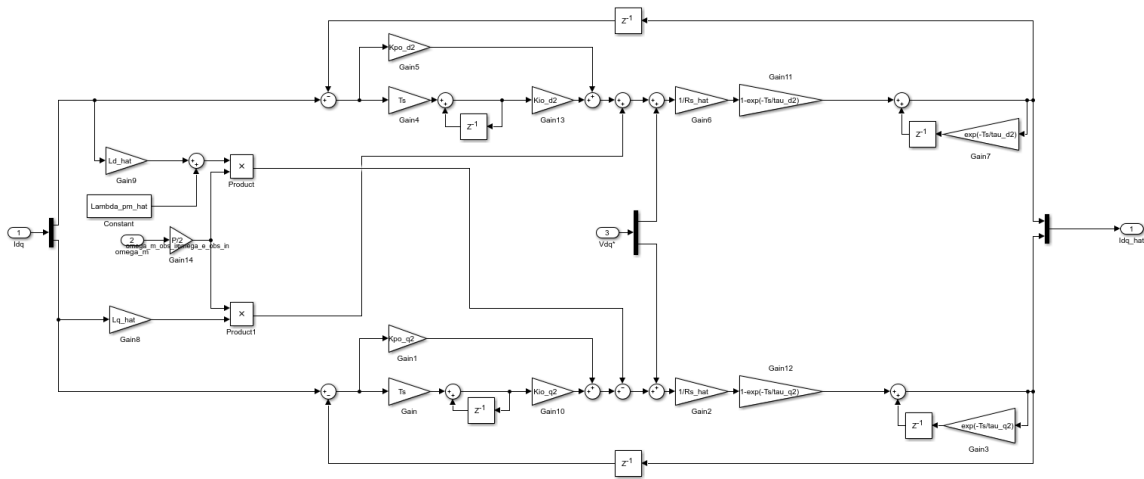 Z-1
Kpo_d2
Gain5
Gain11
Ts
Gain4
Z-1
Kio_d2
Gain13
1/Rs_hat
Gain6
1-exp(-Ts/tau_d2)
Z-1
exp(-Ts/tau_d2)
Gain7
Ld_hat
Gain9
×
Product
Lambda_pm_hat
Constant
1
Idq
2
omega_m
P/2
Gain14
3
Vdq*
1
Idq_hat
Lq_hat
Gain8
×
Product1
Kpo_q2
Gain1
Gain12
Ts
Gain
Z-1
Kio_q2
Gain10
1/Rs_hat
Gain2
1-exp(-Ts/tau_q2)
Z-1
exp(-Ts/tau_q2)
Gain3
Z-1